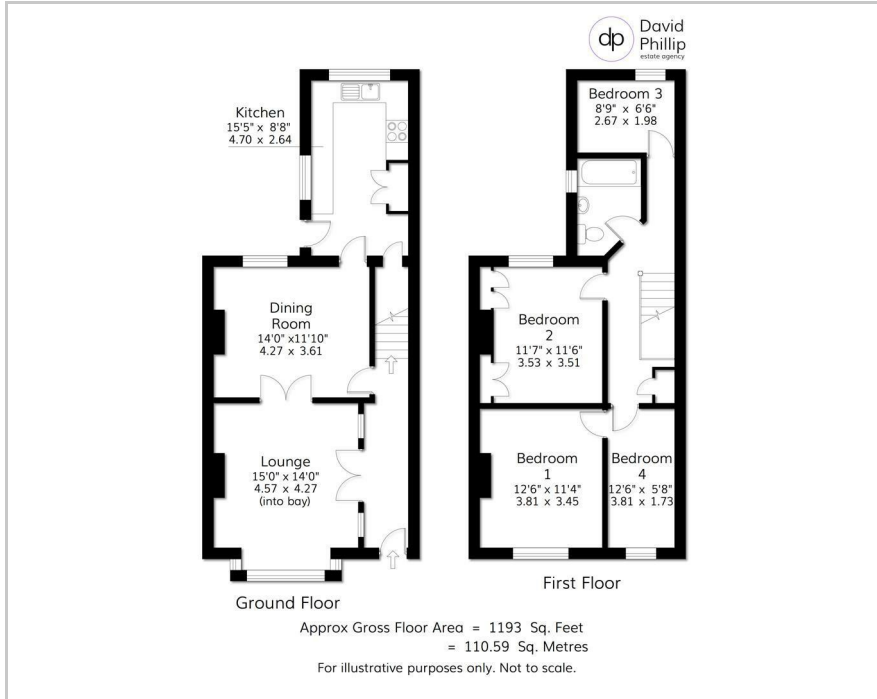 dp
David
Phillip
estate agency
Kitchen
15'5" x 8'8"
4.70 x 2.64
Dining
Room
14'0" x11'10"
4.27 x 3.61
Lounge
15'0" x 14'0"
4.57 x 4.27
(into bay)
Ground Floor
Bedroom 3
8'9" x 6'6"
2.67 x 1.98
Bedroom
2
11'7" x 11'6"
3.53 x 3.51
Bedroom
1
12'6" x 11'4"
3.81 x 3.45
Bedroom
4
12'6" x 5'8"
3.81 x 1.73
First Floor
Approx Gross Floor Area = 1193 Sq. Feet
= 110.59 Sq. Metres
For illustrative purposes only. Not to scale.